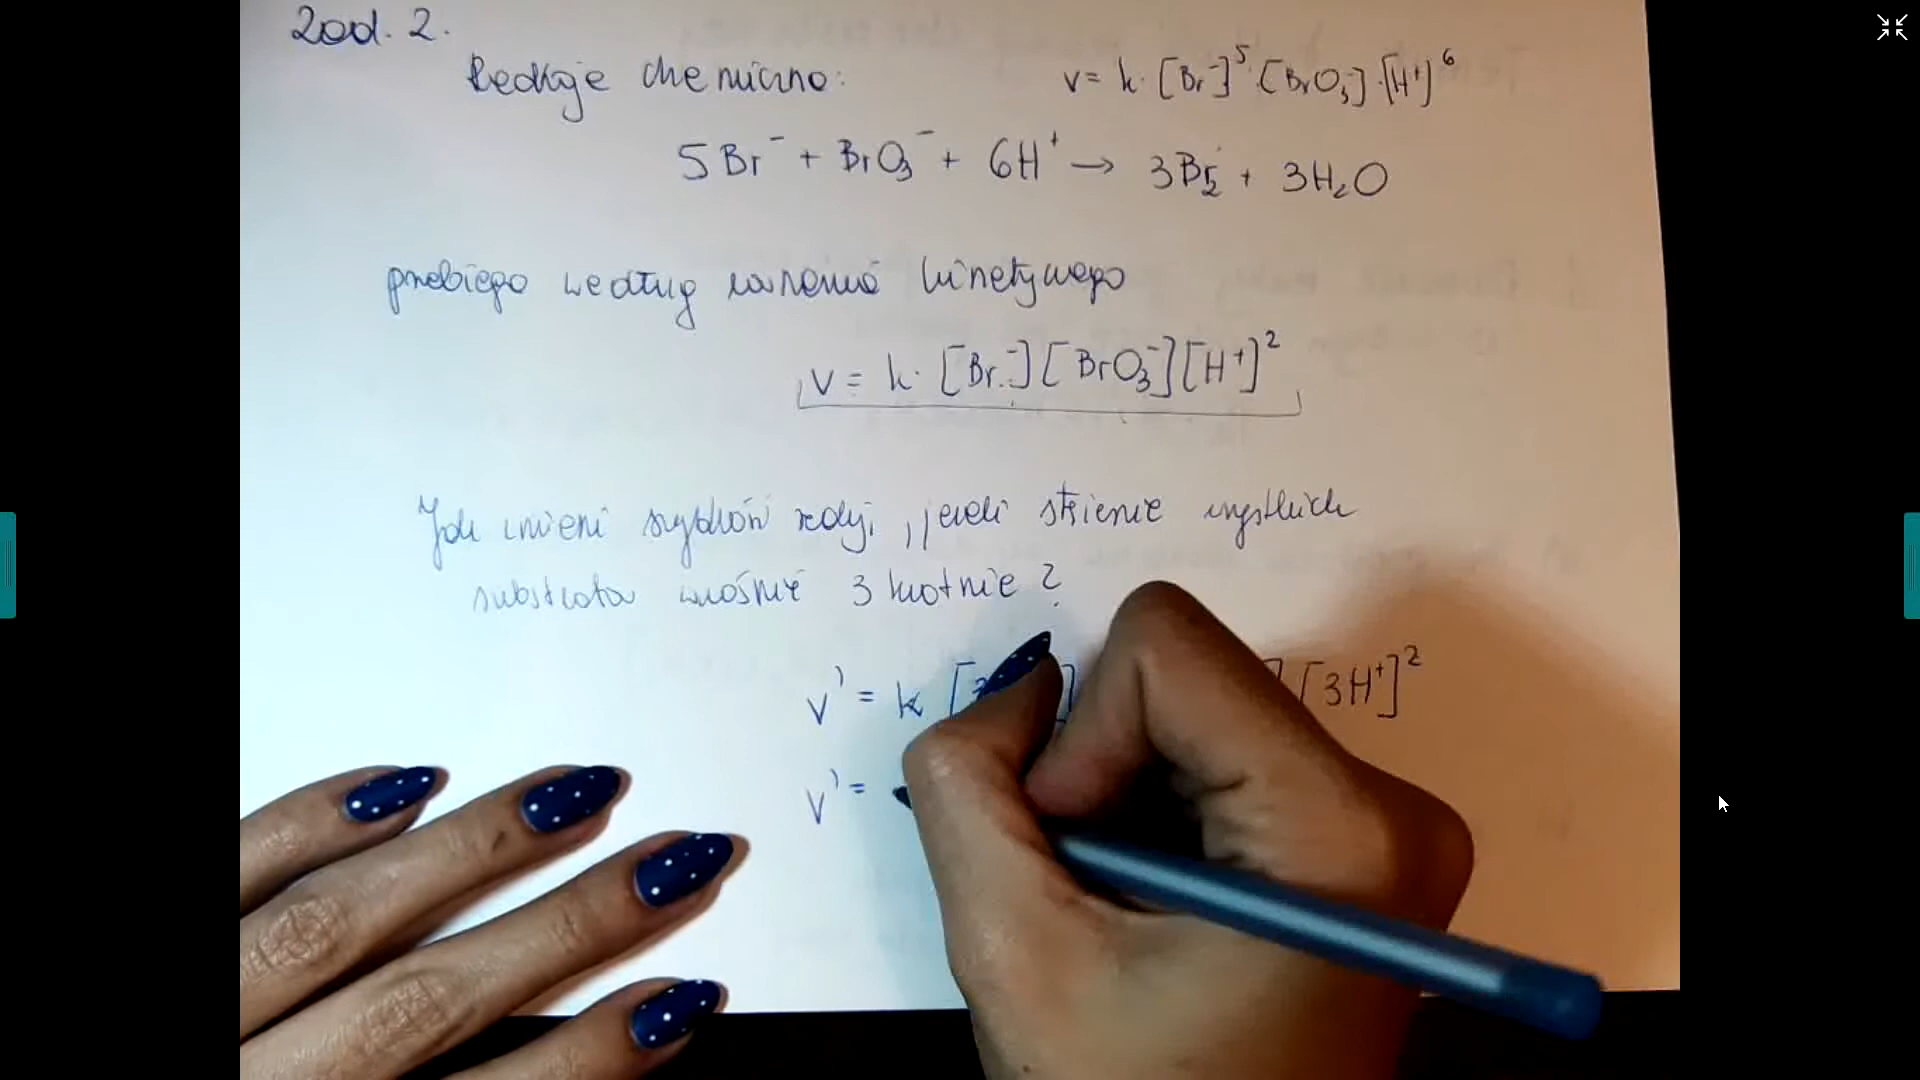 Zad. 2.
Reakcja chemiczna:
v = k · [Br⁻]⁵ · [BrO₃⁻] · [H⁺]⁶
5Br⁻ + BrO₃⁻ + 6H⁺ → 3Br₂ + 3H₂O
przebiega według równania kinetycznego
v = k · [Br⁻][BrO₃⁻][H⁺]²
Jak zmieni szybkość reakcji, jeżeli stężenie wszystkich
substratów wzrośnie 3 krotnie?
v' = k [3 ] [3H⁺]²
v' =